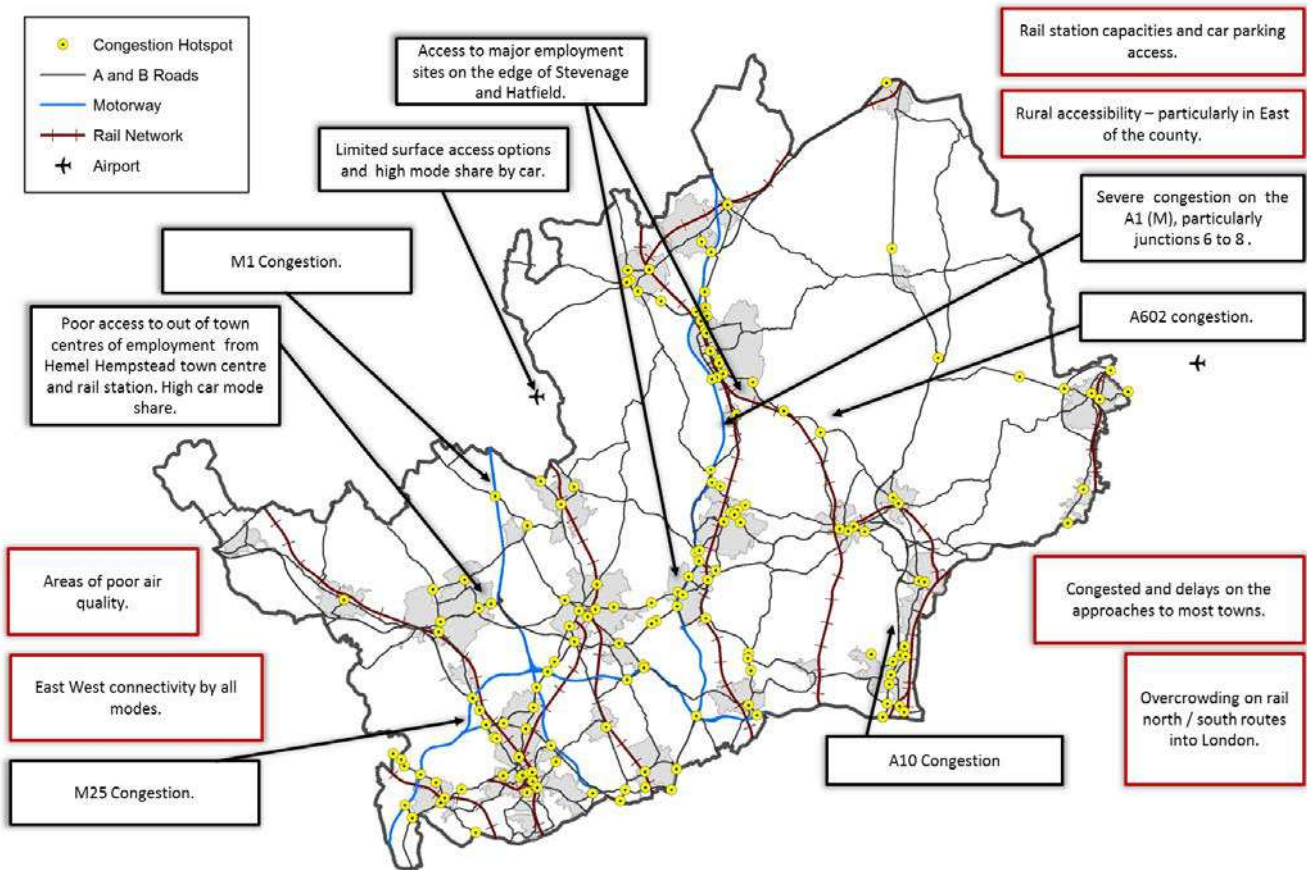 Congestion Hotspot
A and B Roads
Motorway
Rail Network
Airport
Access to major employment
sites on the edge of Stevenage
and Hatfield.
Limited surface access options
and high mode share by car.
M1 Congestion.
Poor access to out of town
centres of employment from
Hemel Hempstead town centre
and rail station. High car mode
share.
Areas of poor air
quality.
East West connectivity by all
modes.
M25 Congestion.
Rail station capacities and car parking
access.
Rural accessibility – particularly in East
of the county.
Severe congestion on the
A1 (M), particularly
junctions 6 to 8 .
A602 congestion.
Congested and delays on the
approaches to most towns.
Overcrowding on rail
north / south routes
into London.
A10 Congestion